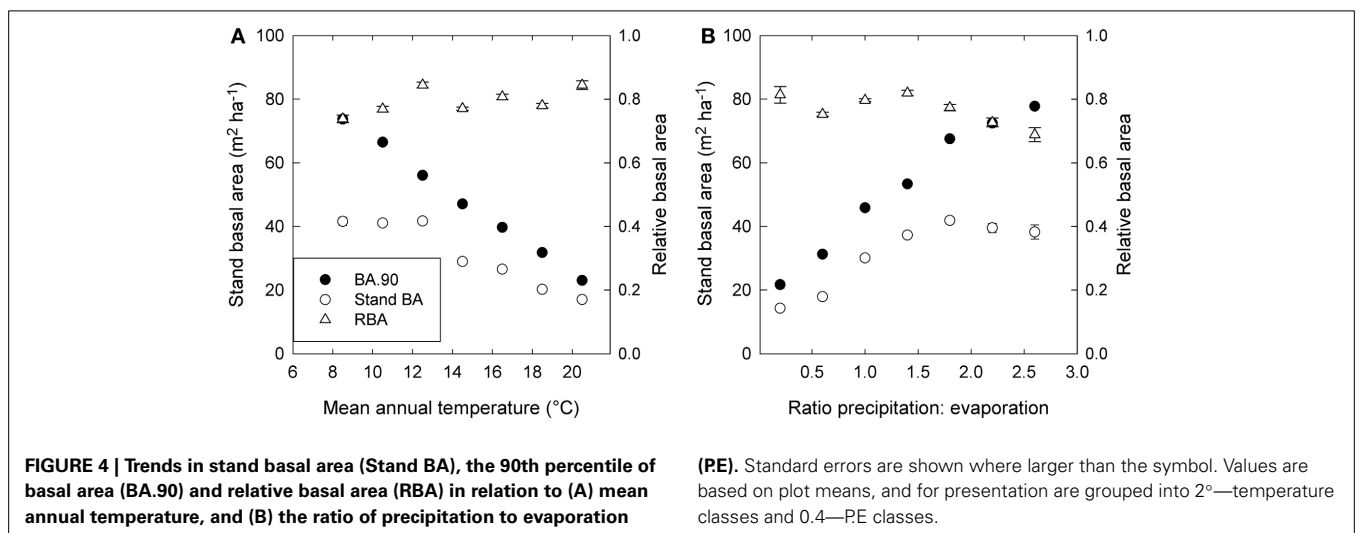 A
B
100
80
60
40
20
0
Stand basal area (m² ha⁻¹)
1.0
0.8
0.6
0.4
0.2
0.0
Relative basal area
BA.90
Stand BA
RBA
6 8 10 12 14 16 18 20
Mean annual temperature (°C)
100
80
60
40
20
0
Stand basal area (m² ha⁻¹)
1.0
0.8
0.6
0.4
0.2
0.0
Relative basal area
0.5 1.0 1.5 2.0 2.5 3.0
Ratio precipitation: evaporation
FIGURE 4 | Trends in stand basal area (Stand BA), the 90th percentile of
basal area (BA.90) and relative basal area (RBA) in relation to (A) mean
annual temperature, and (B) the ratio of precipitation to evaporation
(P.E). Standard errors are shown where larger than the symbol. Values are
based on plot means, and for presentation are grouped into 2°—temperature
classes and 0.4—P.E classes.